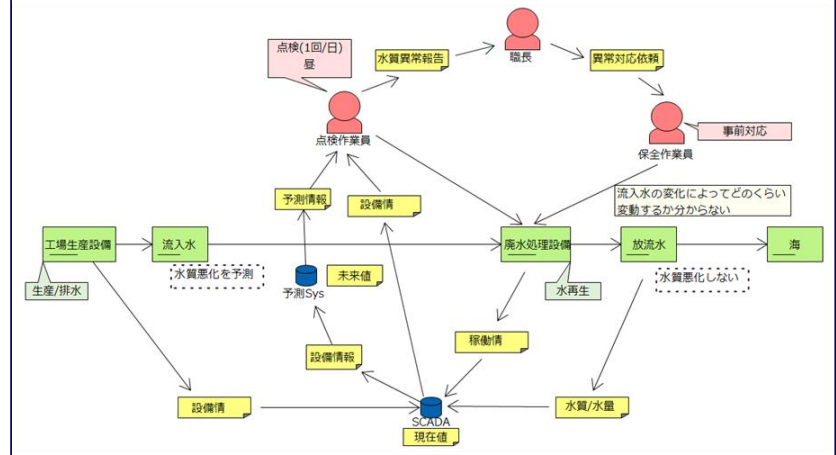 点検(1回/日)
昼
水質異常報告
職長
異常対応依頼
点検作業員
事前対応
保全作業員
予測情報
設備情
流入水の変化によってどのくらい
変動するか分からない
工場生産設備
流入水
廃水処理設備
放流水
海
水質悪化を予測
未来値
水質悪化しない
生産/排水
予測Sys
水再生
設備情報
稼働情
設備情
水質/水量
SCADA
現在値